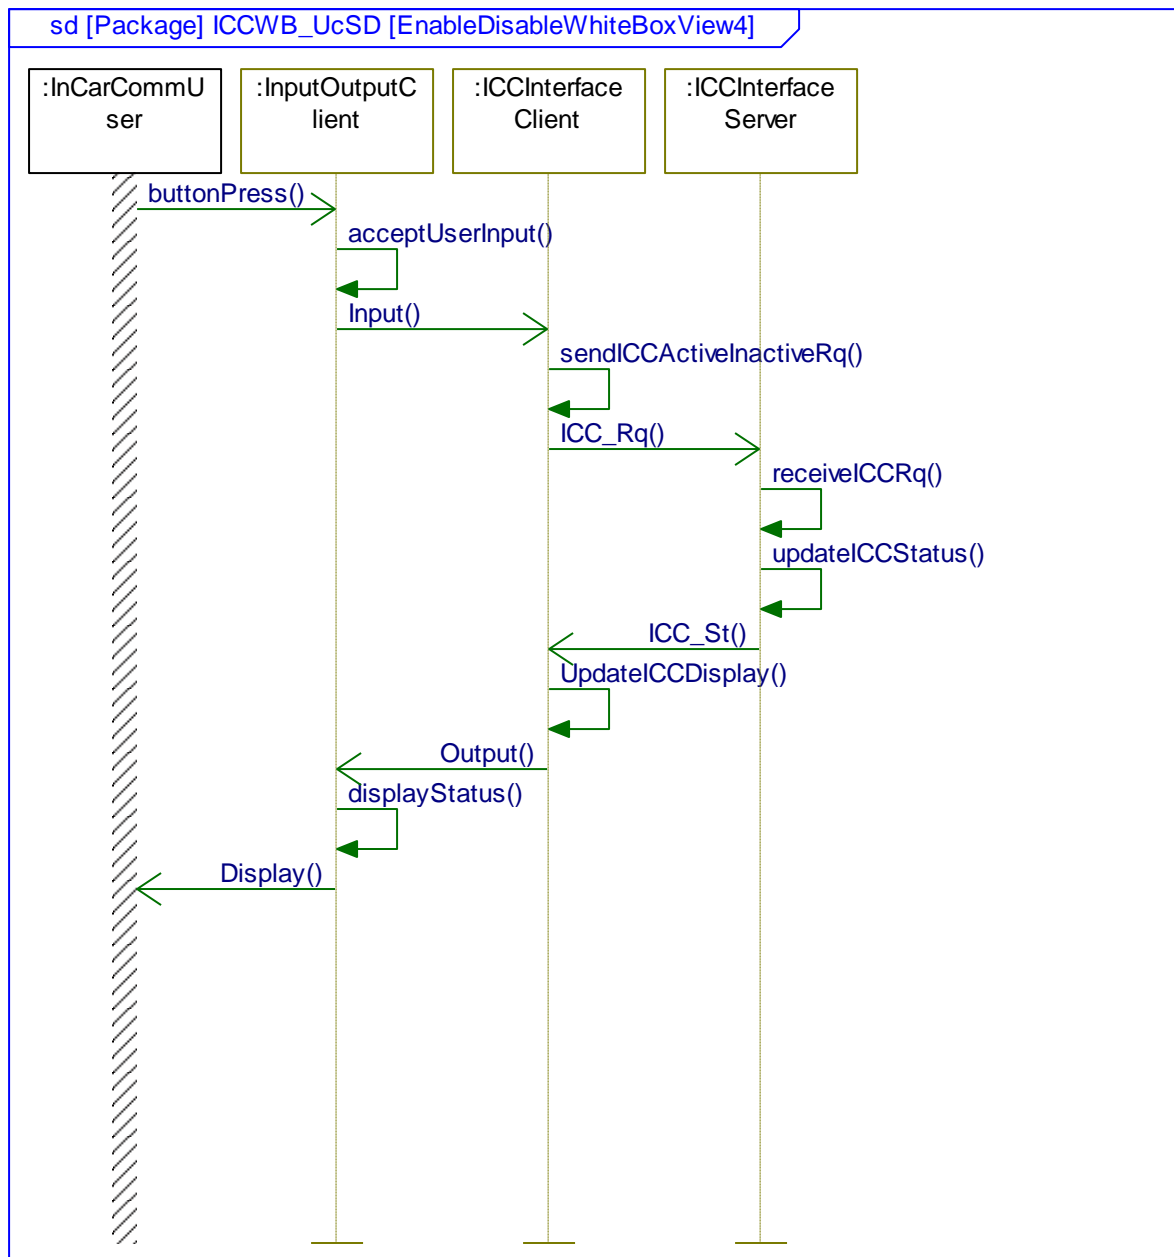 sd [Package] ICCWB_UcSD [EnableDisableWhiteBoxView4]
:InCarCommU
ser
:InputOutputC
lient
:ICCInterface
Client
:ICCInterface
Server
buttonPress()
acceptUserInput()
Input()
sendICCActiveInactiveRq()
ICC_Rq()
receiveICCRq()
updateICCStatus()
ICC_St()
UpdateICCDisplay()
Output()
displayStatus()
Display()